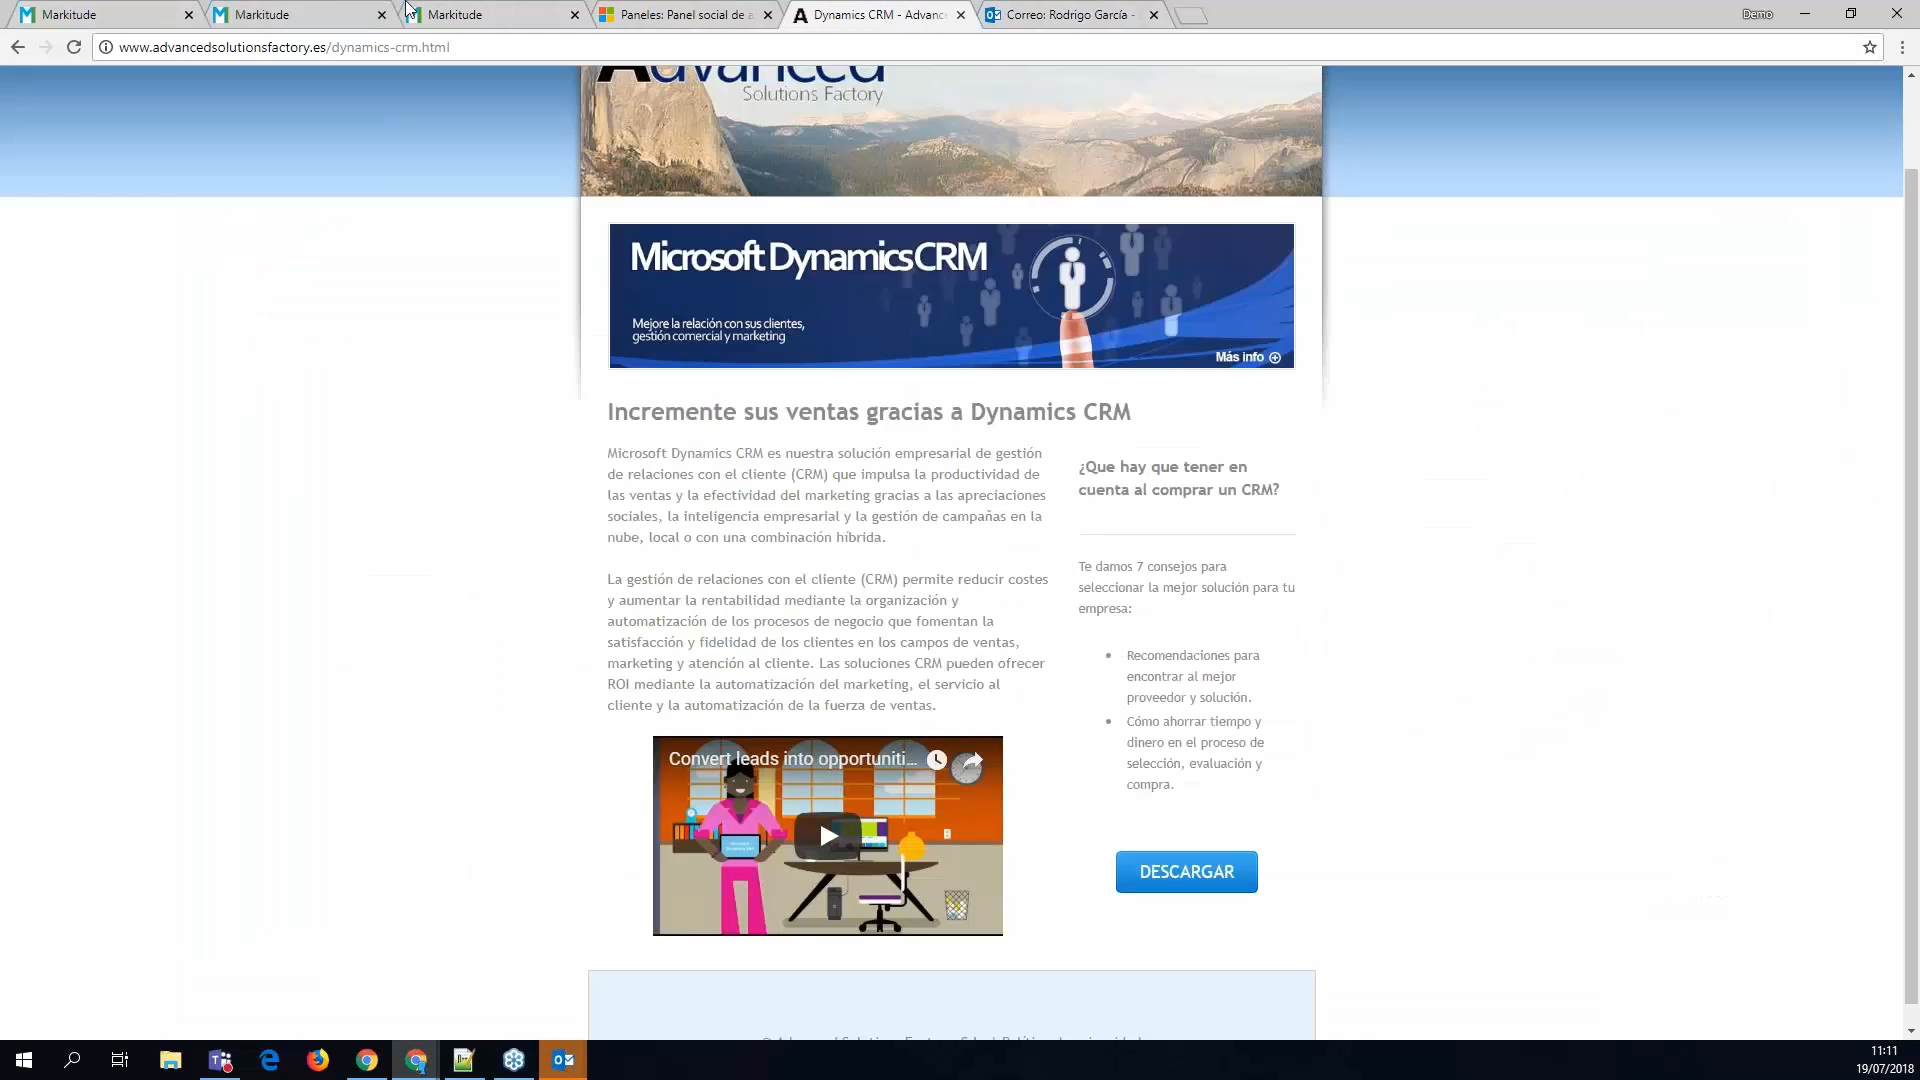 Markitude
Markitude
Markitude
Paneles: Panel social de a
Dynamics CRM - Advanc
Correo: Rodrigo García -
Demo
www.advancedsolutionsfactory.es/dynamics-crm.html
Advanced
Solutions Factory
Microsoft Dynamics CRM
Mejore la relación con sus clientes,
gestión comercial y marketing
Más info
Incremente sus ventas gracias a Dynamics CRM
Microsoft Dynamics CRM es nuestra solución empresarial de gestión
de relaciones con el cliente (CRM) que impulsa la productividad de
las ventas y la efectividad del marketing gracias a las apreciaciones
sociales, la inteligencia empresarial y la gestión de campañas en la
nube, local o con una combinación híbrida.
La gestión de relaciones con el cliente (CRM) permite reducir costes
y aumentar la rentabilidad mediante la organización y
automatización de los procesos de negocio que fomentan la
satisfacción y fidelidad de los clientes en los campos de ventas,
marketing y atención al cliente. Las soluciones CRM pueden ofrecer
ROI mediante la automatización del marketing, el servicio al
cliente y la automatización de la fuerza de ventas.
Convert leads into opportuniti...
¿Que hay que tener en
cuenta al comprar un CRM?
Te damos 7 consejos para
seleccionar la mejor solución para tu
empresa:
Recomendaciones para
encontrar al mejor
proveedor y solución.
Cómo ahorrar tiempo y
dinero en el proceso de
selección, evaluación y
compra.
DESCARGAR
11:11
19/07/2018